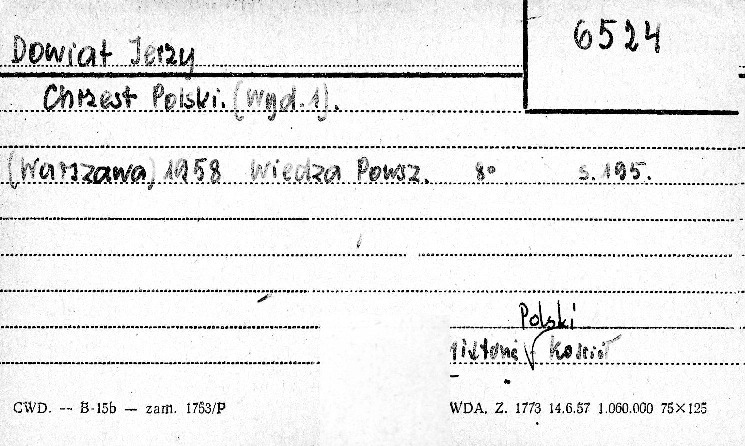 6524
Dowiat Jerzy
Chrzest Polski. (Wyd. 1).
(Warszawa) 1958 Wiedza Powsz. 8° s. 195.
Polski
Kościół
CWD. -- B-15b — zam. 1753/P
WDA, Z. 1773 14.6.57 1.060.000 75×125